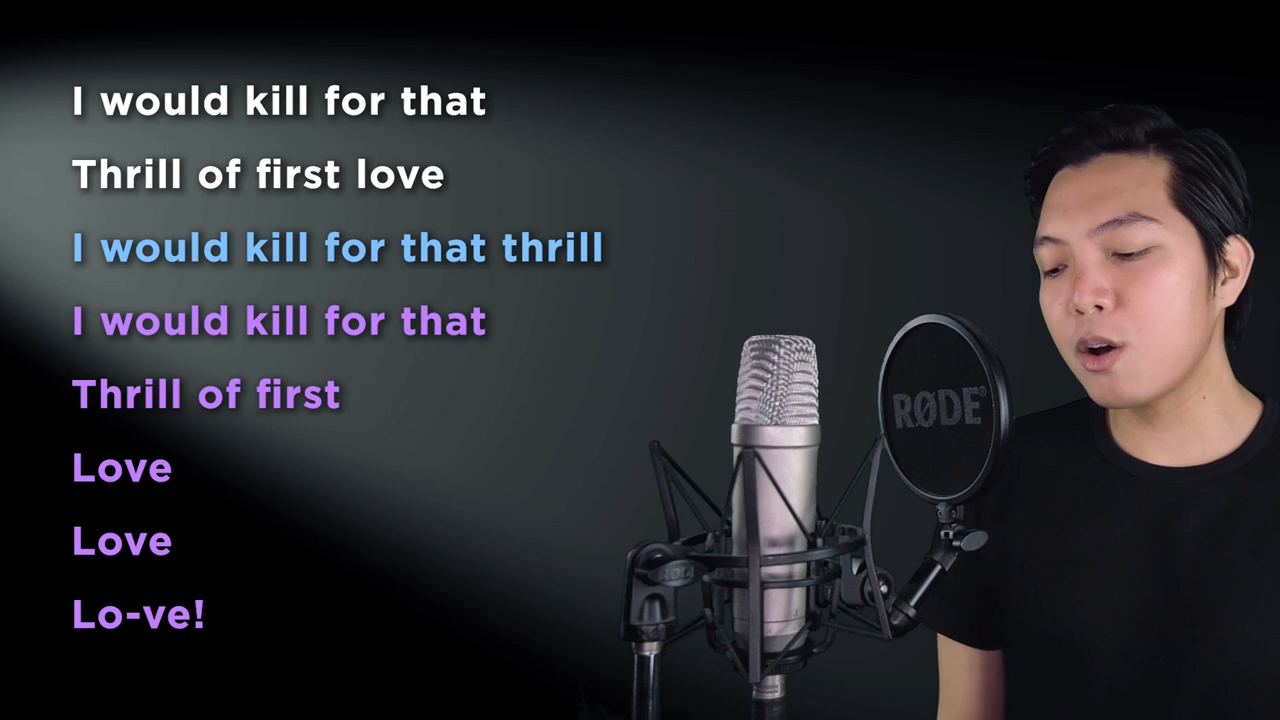 I would kill for that
Thrill of first love
I would kill for that thrill
I would kill for that
Thrill of first
Love
Love
Lo-ve!
RØDE®